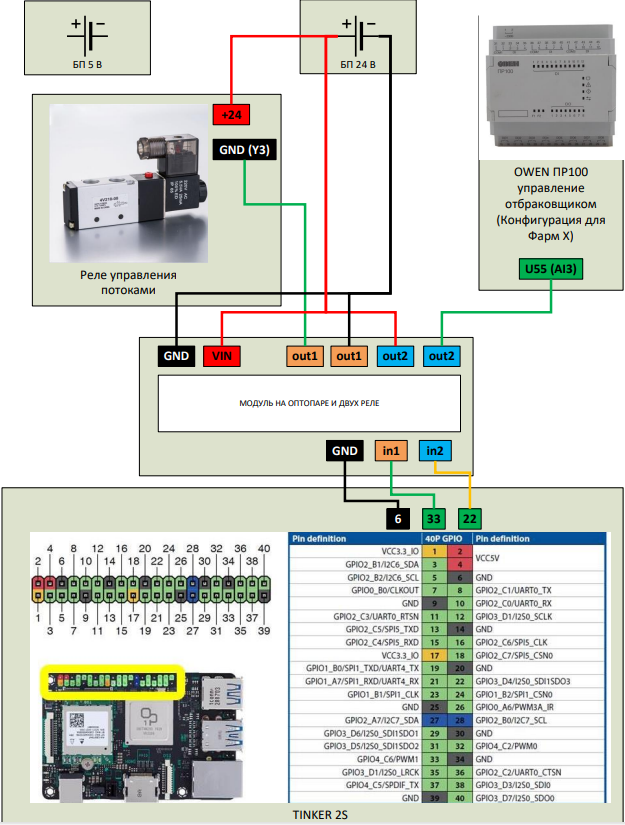 БП 5 В
БП 24 В
+24
GND (Y3)
4V210-08
Реле управления
потоками
ПР100
OWEN ПР100
управление
отбраковщиком
(Конфигурация для
Фарм Х)
U55 (AI3)
GND
VIN
out1
out1
out2
out2
МОДУЛЬ НА ОПТОПАРЕ И ДВУХ РЕЛЕ
GND
in1
in2
6
33
22
4 8 12 16 20 24 28 32 36 40
2 6 10 14 18 22 26 30 34 38
1 5 9 13 17 21 25 29 33 37
3 7 11 15 19 23 27 31 35 39
Pin definition 40P GPIO Pin definition
VCC3.3_IO 1 2 VCC5V
GPIO2_B1/I2C6_SDA 3 4
GPIO2_B2/I2C6_SCL 5 6 GND
GPIO0_B0/CLKOUT 7 8 GPIO2_C1/UART0_TX
GND 9 10 GPIO2_C0/UART0_RX
GPIO2_C3/UART0_RTSN 11 12 GPIO3_D1/I2S0_SCLK
GPIO2_C5/SPI5_TXD 13 14 GND
GPIO2_C4/SPI5_RXD 15 16 GPIO2_C6/SPI5_CLK
VCC3.3_IO 17 18 GPIO2_C7/SPI5_CSN0
GPIO1_B0/SPI1_TXD/UART4_TX 19 20 GND
GPIO1_A7/SPI1_RXD/UART4_RX 21 22 GPIO3_D4/I2S0_SDI1SDO3
GPIO1_B1/SPI1_CLK 23 24 GPIO1_B2/SPI1_CSN0
GND 25 26 GPIO0_A6/PWM3A_IR
GPIO2_A7/I2C7_SDA 27 28 GPIO2_B0/I2C7_SCL
GPIO3_D6/I2S0_SDI1SDO1 29 30 GND
GPIO3_D5/I2S0_SDI1SDO2 31 32 GPIO4_C2/PWM0
GPIO4_C6/PWM1 33 34 GND
GPIO3_D1/I2S0_LRCK 35 36 GPIO2_C2/UART0_CTSN
GPIO4_C5/SPDIF_TX 37 38 GPIO3_D3/I2S0_SDI0
GND 39 40 GPIO3_D7/I2S0_SDO0
TINKER 2S